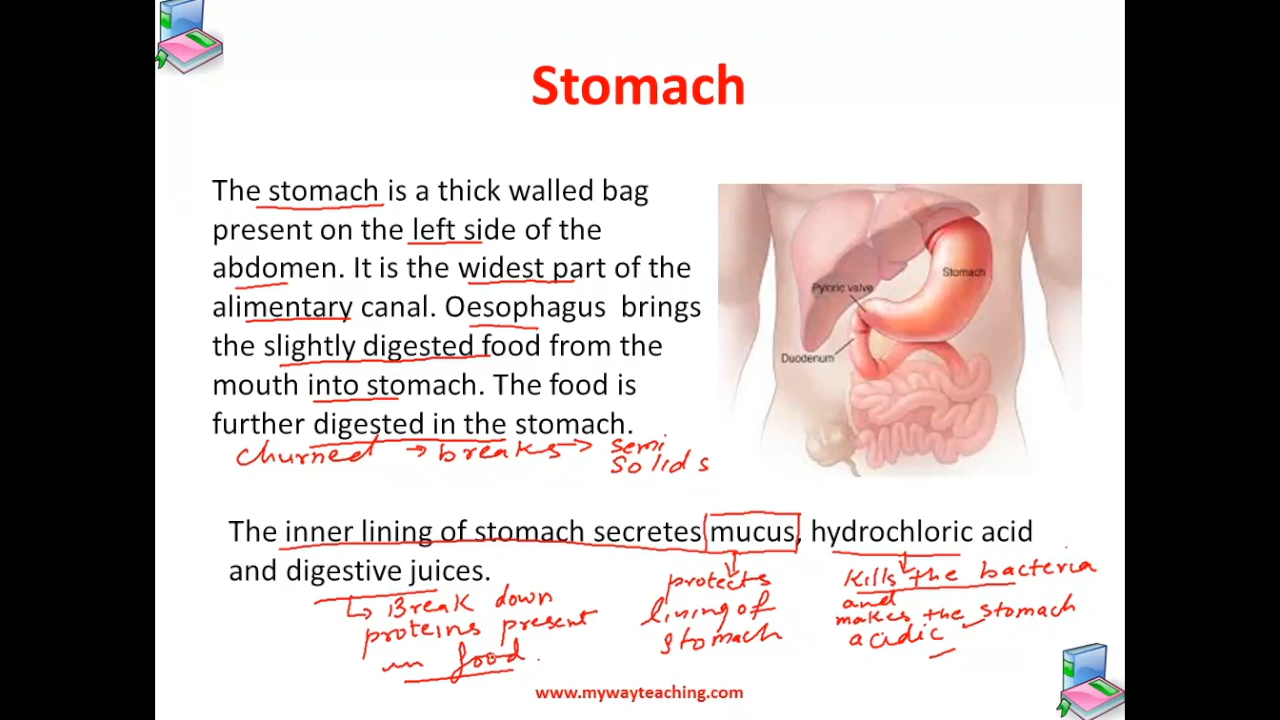 Stomach
The stomach is a thick walled bag
present on the left side of the
abdomen. It is the widest part of the
alimentary canal. Oesophagus brings
the slightly digested food from the
mouth into stomach. The food is
further digested in the stomach.
churned → breaks → semi
solids
Stomach
Pyloric valve
Duodenum
The inner lining of stomach secretes mucus, hydrochloric acid
and digestive juices.
Break down
proteins present
in food.
protects
lining of
stomach
kills the bacteria
and
makes the stomach
acidic
www.mywayteaching.com